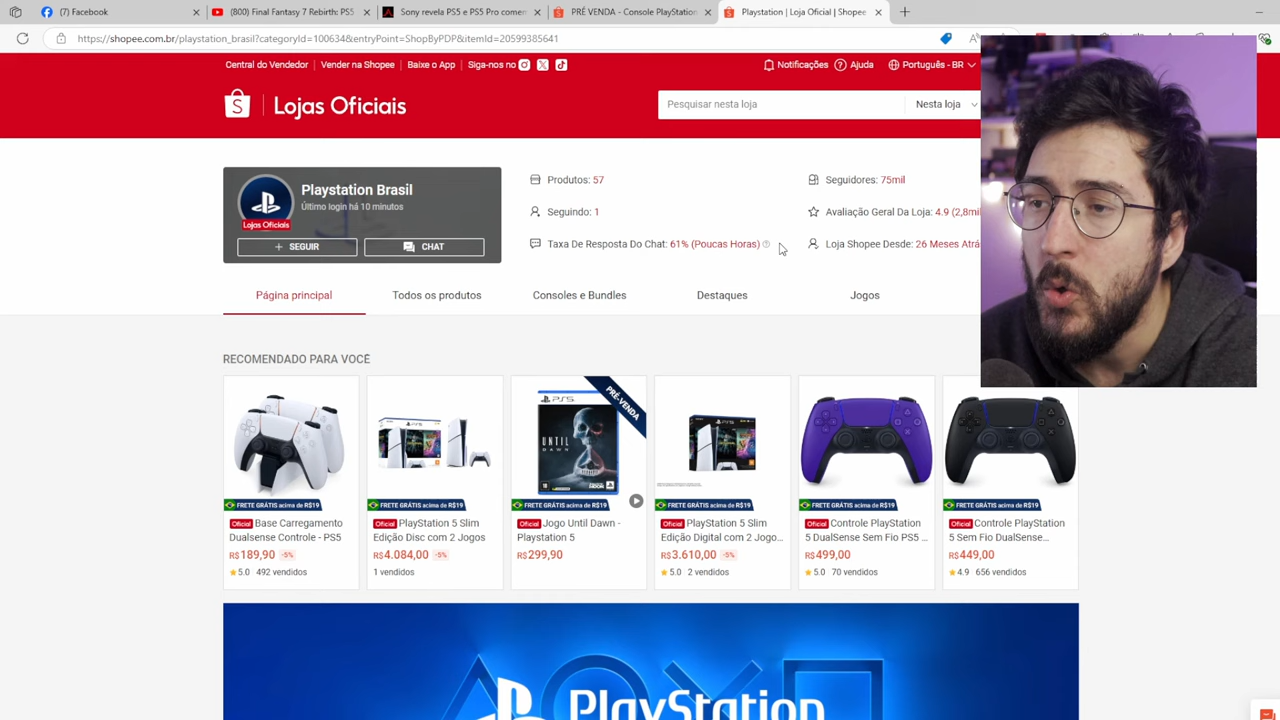 (7) Facebook
(800) Final Fantasy 7 Rebirth: PS5
Sony revela PS5 e PS5 Pro comem
PRÉ VENDA - Console PlayStation
Playstation | Loja Oficial | Shopee
https://shopee.com.br/playstation_brasil?categoryId=100634&entryPoint=ShopByPDP&itemId=20599385641
Central do Vendedor | Vender na Shopee | Baixe o App | Siga-nos no
Notificações Ajuda Português - BR
Lojas Oficiais
Pesquisar nesta loja
Nesta loja
Playstation Brasil
Último login há 10 minutos
Lojas Oficiais
+ SEGUIR
CHAT
Produtos: 57
Seguindo: 1
Taxa De Resposta Do Chat: 61% (Poucas Horas)
Seguidores: 75mil
Avaliação Geral Da Loja: 4.9 (2,8mil
Loja Shopee Desde: 26 Meses Atrá
Página principal
Todos os produtos
Consoles e Bundles
Destaques
Jogos
RECOMENDADO PARA VOCÊ
FRETE GRÁTIS acima de R$19
Oficial Base Carregamento
Dualsense Controle - PS5
R$189,90 -5%
5.0 492 vendidos
FRETE GRÁTIS acima de R$19
Oficial PlayStation 5 Slim
Edição Disc com 2 Jogos
R$4.084,00 -5%
1 vendidos
PRÉ-VENDA
PS5
UNTIL
DAWN
FRETE GRÁTIS acima de R$19
Oficial Jogo Until Dawn -
Playstation 5
R$299,90
FRETE GRÁTIS acima de R$19
Oficial PlayStation 5 Slim
Edição Digital com 2 Jogo...
R$3.610,00 -5%
5.0 2 vendidos
FRETE GRÁTIS acima de R$19
Oficial Controle PlayStation
5 DualSense Sem Fio PS5 ...
R$499,00
5.0 70 vendidos
FRETE GRÁTIS acima de R$19
Oficial Controle PlayStation
5 Sem Fio DualSense...
R$449,00
4.9 656 vendidos
PlayStation